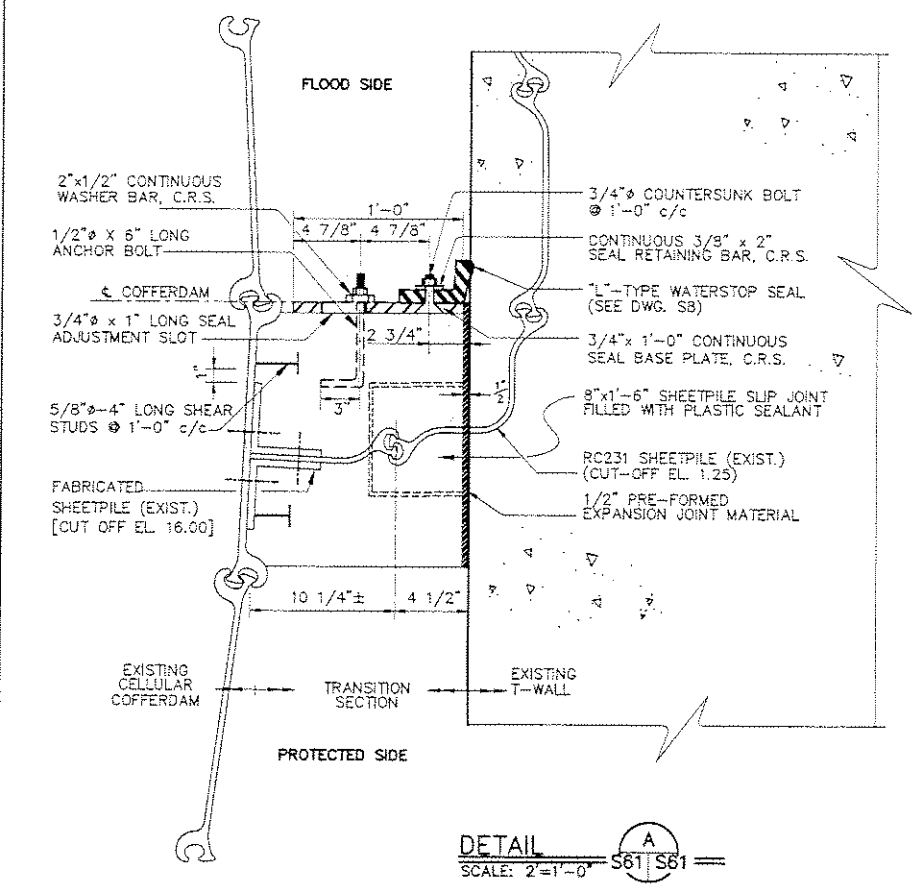 FLOOD SIDE
2"x1/2" CONTINUOUS
WASHER BAR, C.R.S.
1'-0"
4 7/8"
4 7/8"
1/2"ø X 6" LONG
ANCHOR BOLT
℄ COFFERDAM
3/4"ø x 1" LONG SEAL
ADJUSTMENT SLOT
2 3/4"
1"
3"
1/2"
5/8"ø-4" LONG SHEAR
STUDS @ 1'-0" c/c
FABRICATED
SHEETPILE (EXIST.)
[CUT OFF EL. 16.00]
3/4"ø COUNTERSUNK BOLT
@ 1'-0" c/c
CONTINUOUS 3/8" x 2"
SEAL RETAINING BAR, C.R.S.
"L"-TYPE WATERSTOP SEAL
(SEE DWG. S8)
3/4"x 1'-0" CONTINUOUS
SEAL BASE PLATE, C.R.S.
8"x1'-6" SHEETPILE SLIP JOINT
FILLED WITH PLASTIC SEALANT
RC231 SHEETPILE (EXIST.)
(CUT-OFF EL. 1.25)
1/2" PRE-FORMED
EXPANSION JOINT MATERIAL
10 1/4"±
4 1/2"
EXISTING
CELLULAR
COFFERDAM
TRANSITION
SECTION
EXISTING
T-WALL
PROTECTED SIDE
DETAIL
SCALE: 2"=1'-0"
A
S61 S61